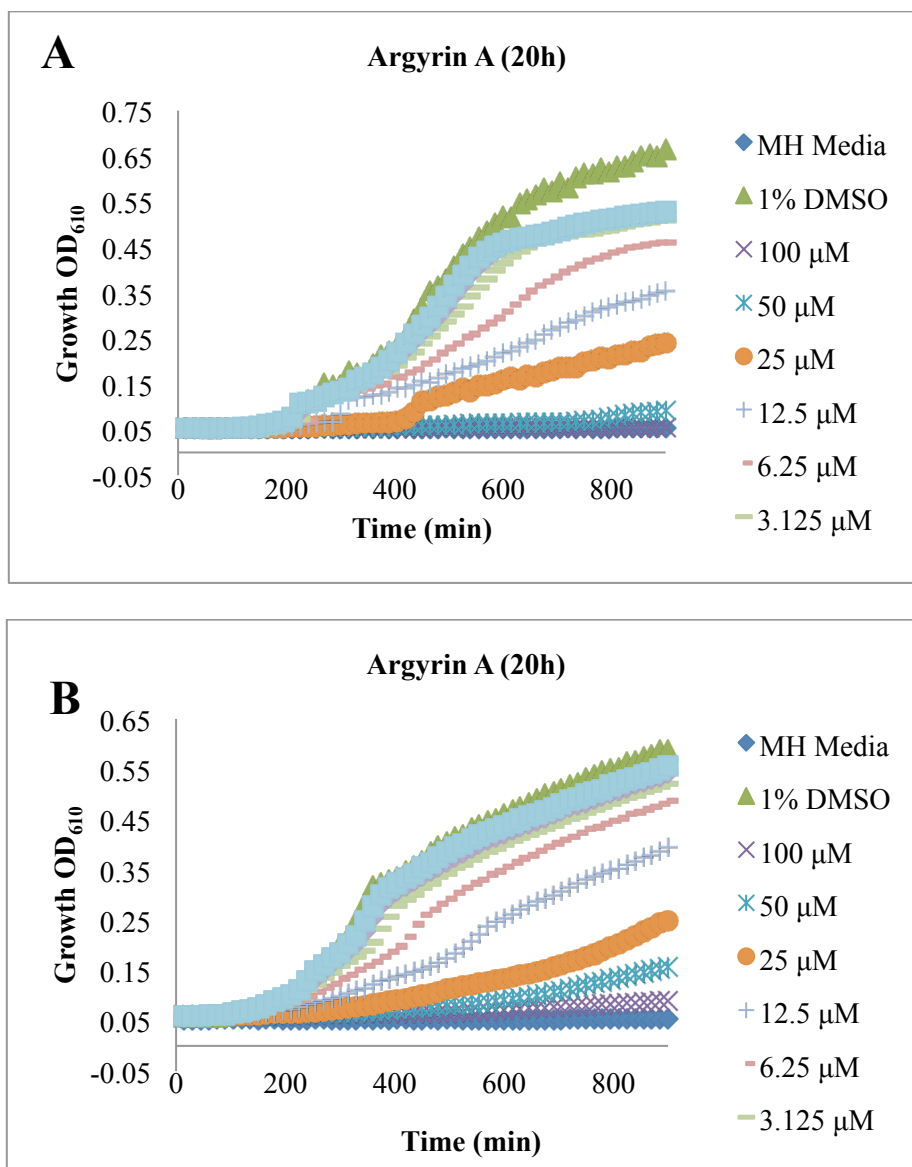 A
Argyrin A (20h)
0.75
0.65
0.55
0.45
0.35
0.25
0.15
0.05
-0.05
Growth OD610
0
200
400
600
800
Time (min)
MH Media
1% DMSO
100 µM
50 µM
25 µM
12.5 µM
6.25 µM
3.125 µM
B
Argyrin A (20h)
0.65
0.55
0.45
0.35
0.25
0.15
0.05
-0.05
Growth OD610
0
200
400
600
800
Time (min)
MH Media
1% DMSO
100 µM
50 µM
25 µM
12.5 µM
6.25 µM
3.125 µM